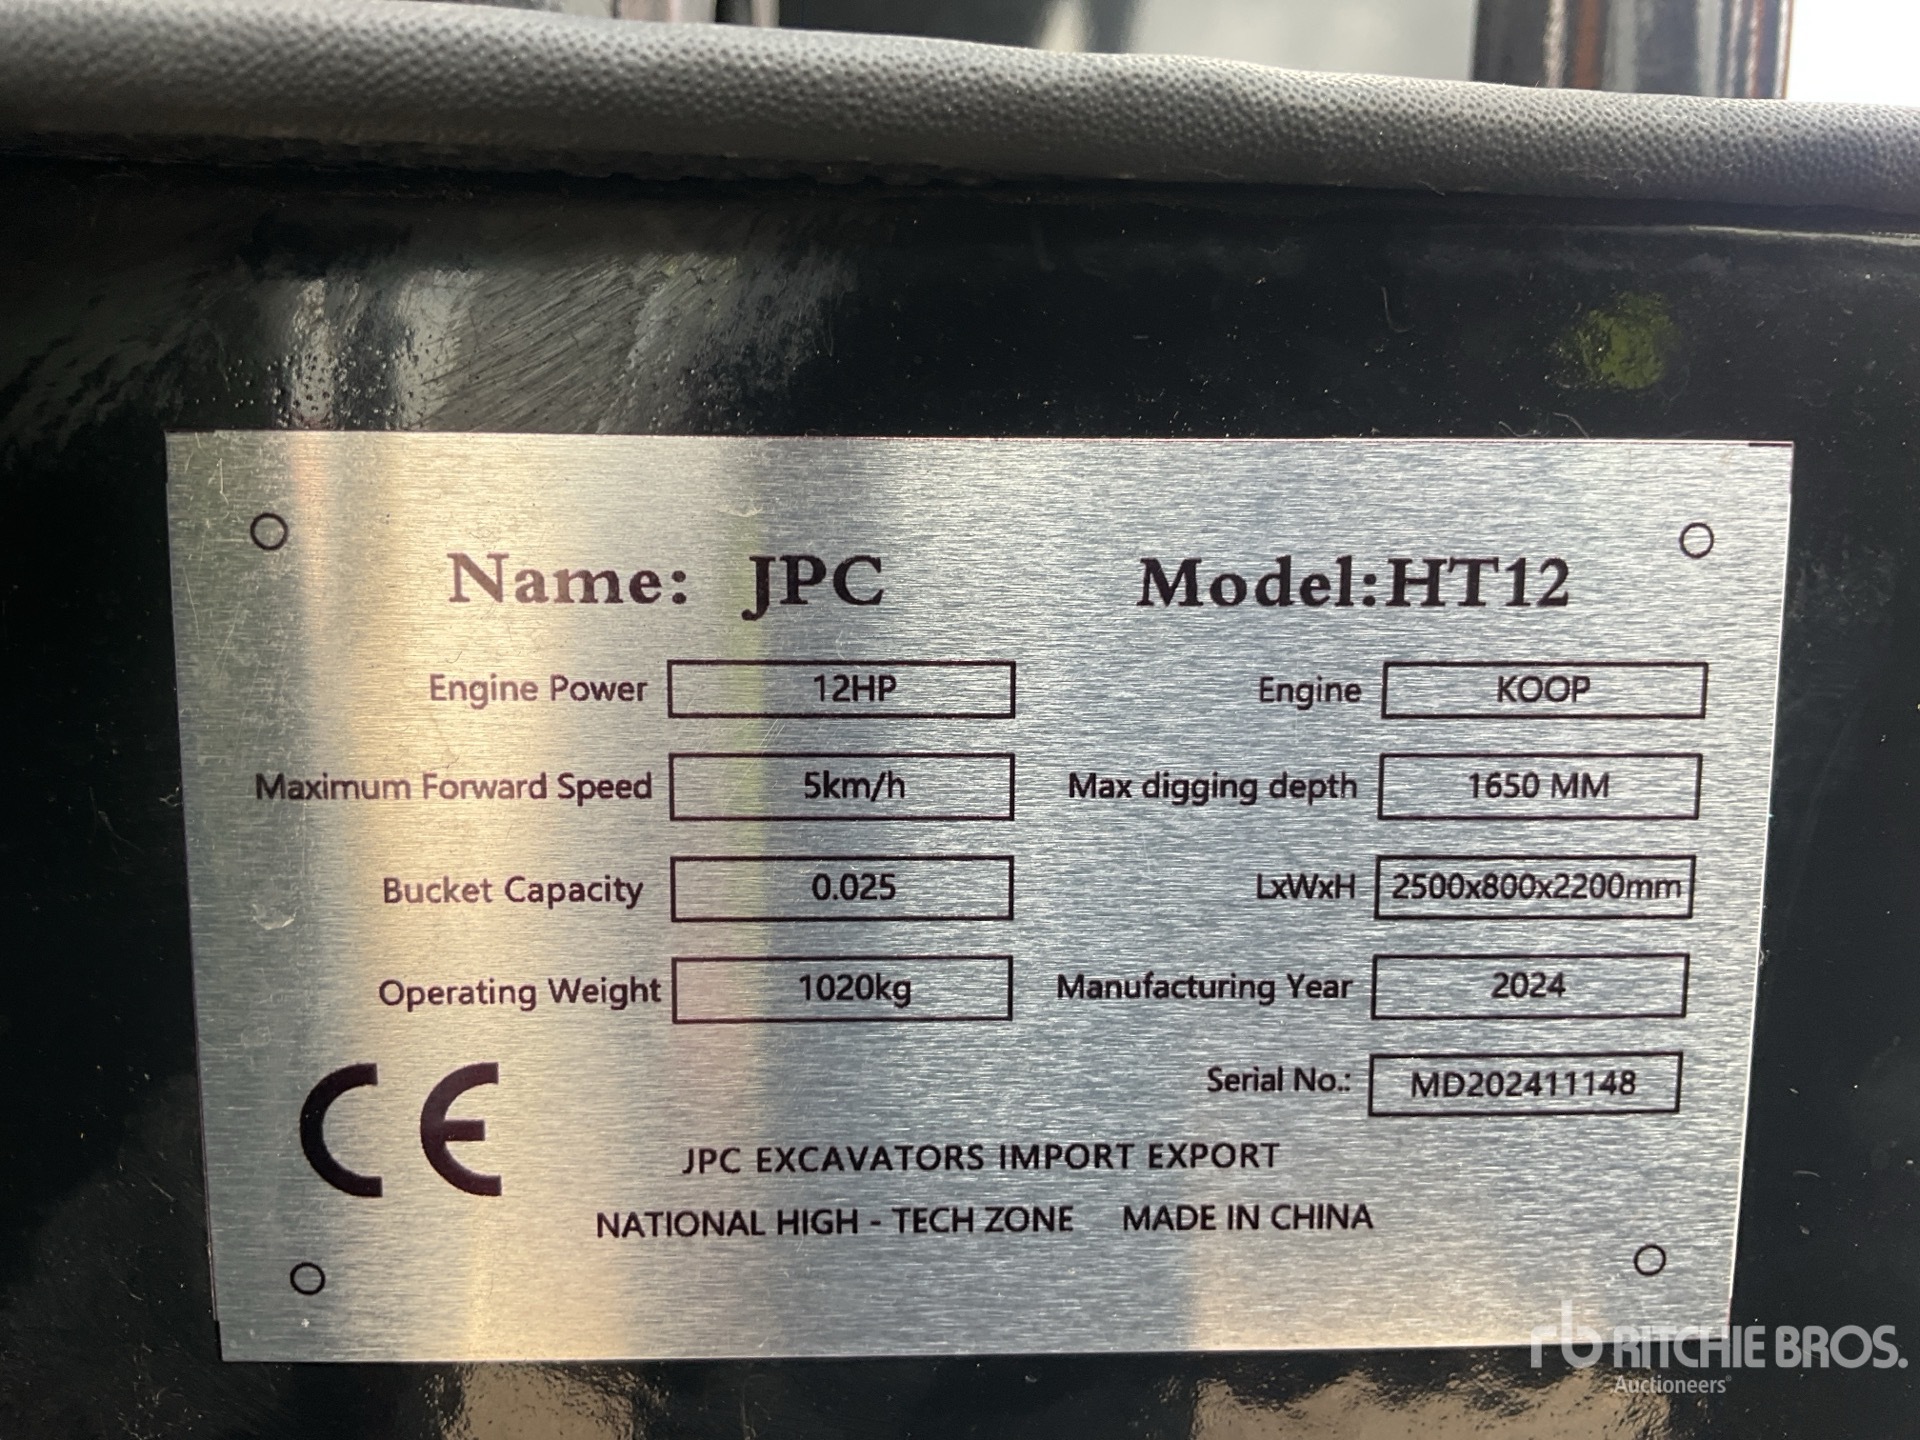 Name: JPC Model:HT12
Engine Power 12HP Engine KOOP
Maximum Forward Speed 5km/h Max digging depth 1650 MM
Bucket Capacity 0.025 LxWxH 2500x800x2200mm
Operating Weight 1020kg Manufacturing Year 2024
Serial No.: MD202411148
CE
JPC EXCAVATORS IMPORT EXPORT
NATIONAL HIGH - TECH ZONE MADE IN CHINA
rb RITCHIE BROS.
Auctioneers